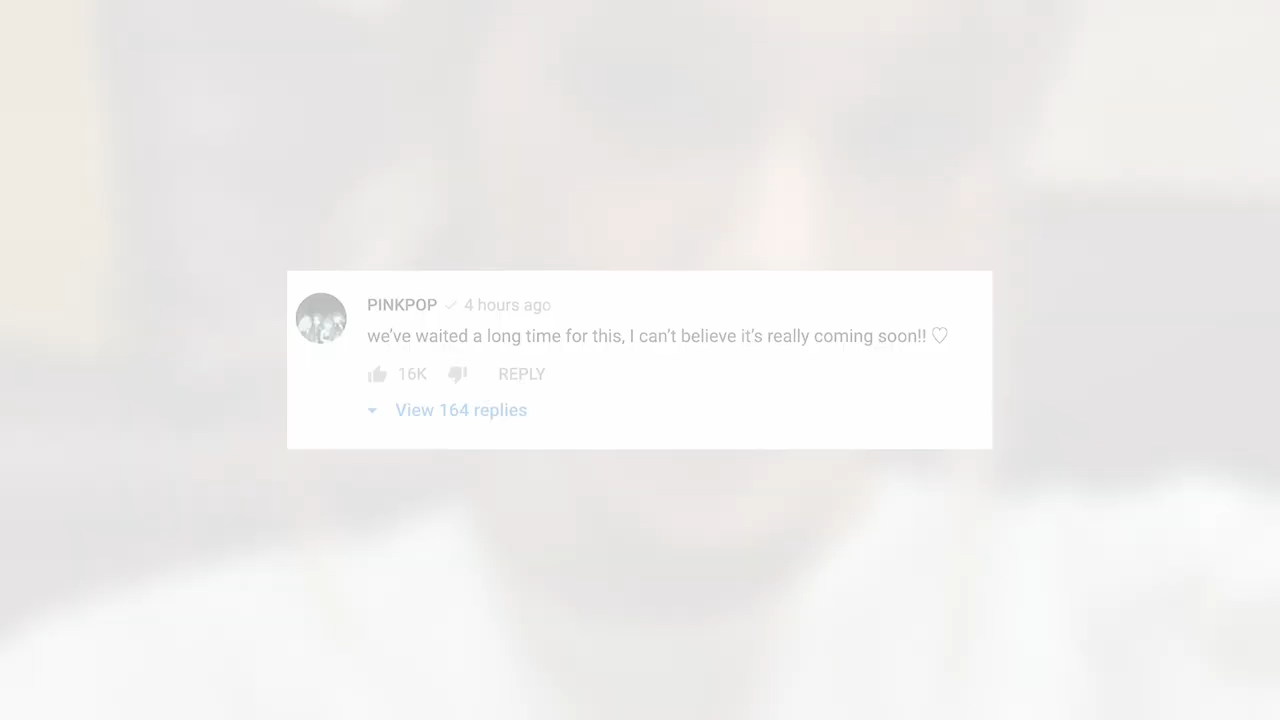 PINKPOP ✓ 4 hours ago
we’ve waited a long time for this, I can’t believe it’s really coming soon!! ♡
16K REPLY
View 164 replies